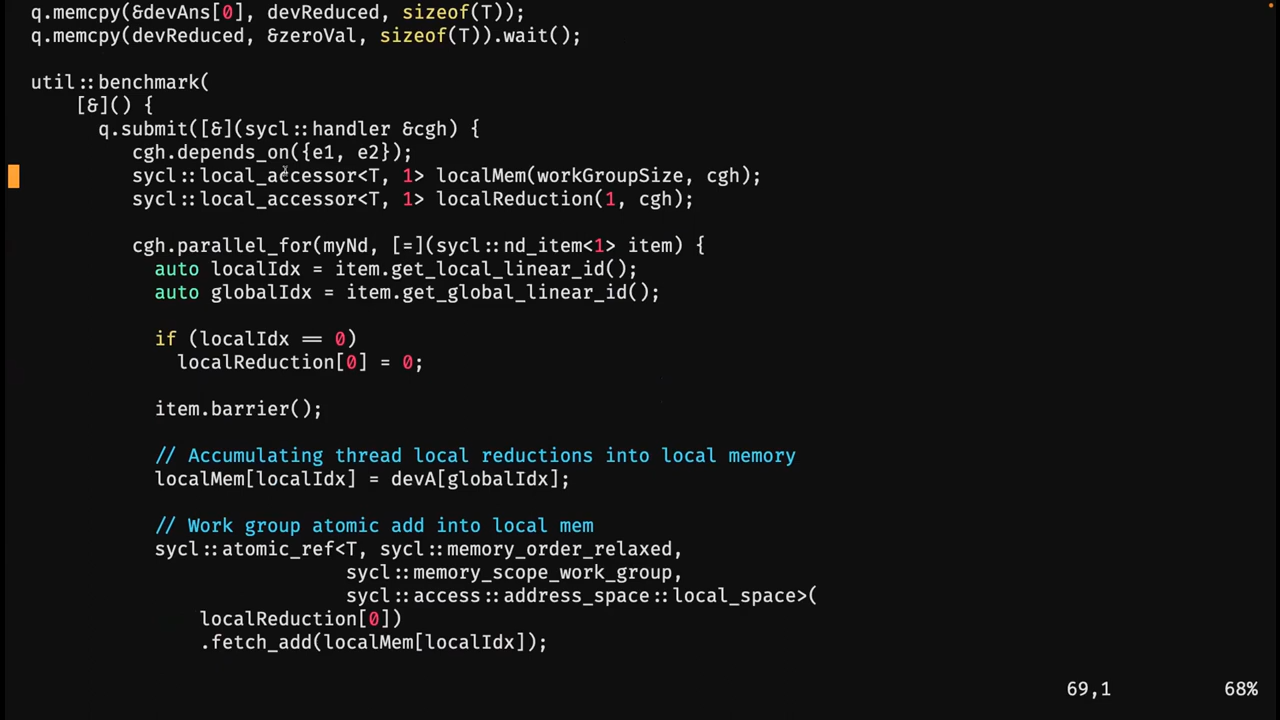 q.memcpy(&devAns[0], devReduced, sizeof(T));
q.memcpy(devReduced, &zeroVal, sizeof(T)).wait();
util::benchmark(
[&]() {
q.submit([&](sycl::handler &cgh) {
cgh.depends_on({e1, e2});
sycl::local_accessor<T, 1> localMem(workGroupSize, cgh);
sycl::local_accessor<T, 1> localReduction(1, cgh);
cgh.parallel_for(myNd, [=](sycl::nd_item<1> item) {
auto localIdx = item.get_local_linear_id();
auto globalIdx = item.get_global_linear_id();
if (localIdx == 0)
localReduction[0] = 0;
item.barrier();
// Accumulating thread local reductions into local memory
localMem[localIdx] = devA[globalIdx];
// Work group atomic add into local mem
sycl::atomic_ref<T, sycl::memory_order_relaxed,
sycl::memory_scope_work_group,
sycl::access::address_space::local_space>(
localReduction[0])
.fetch_add(localMem[localIdx]);
69,1 68%